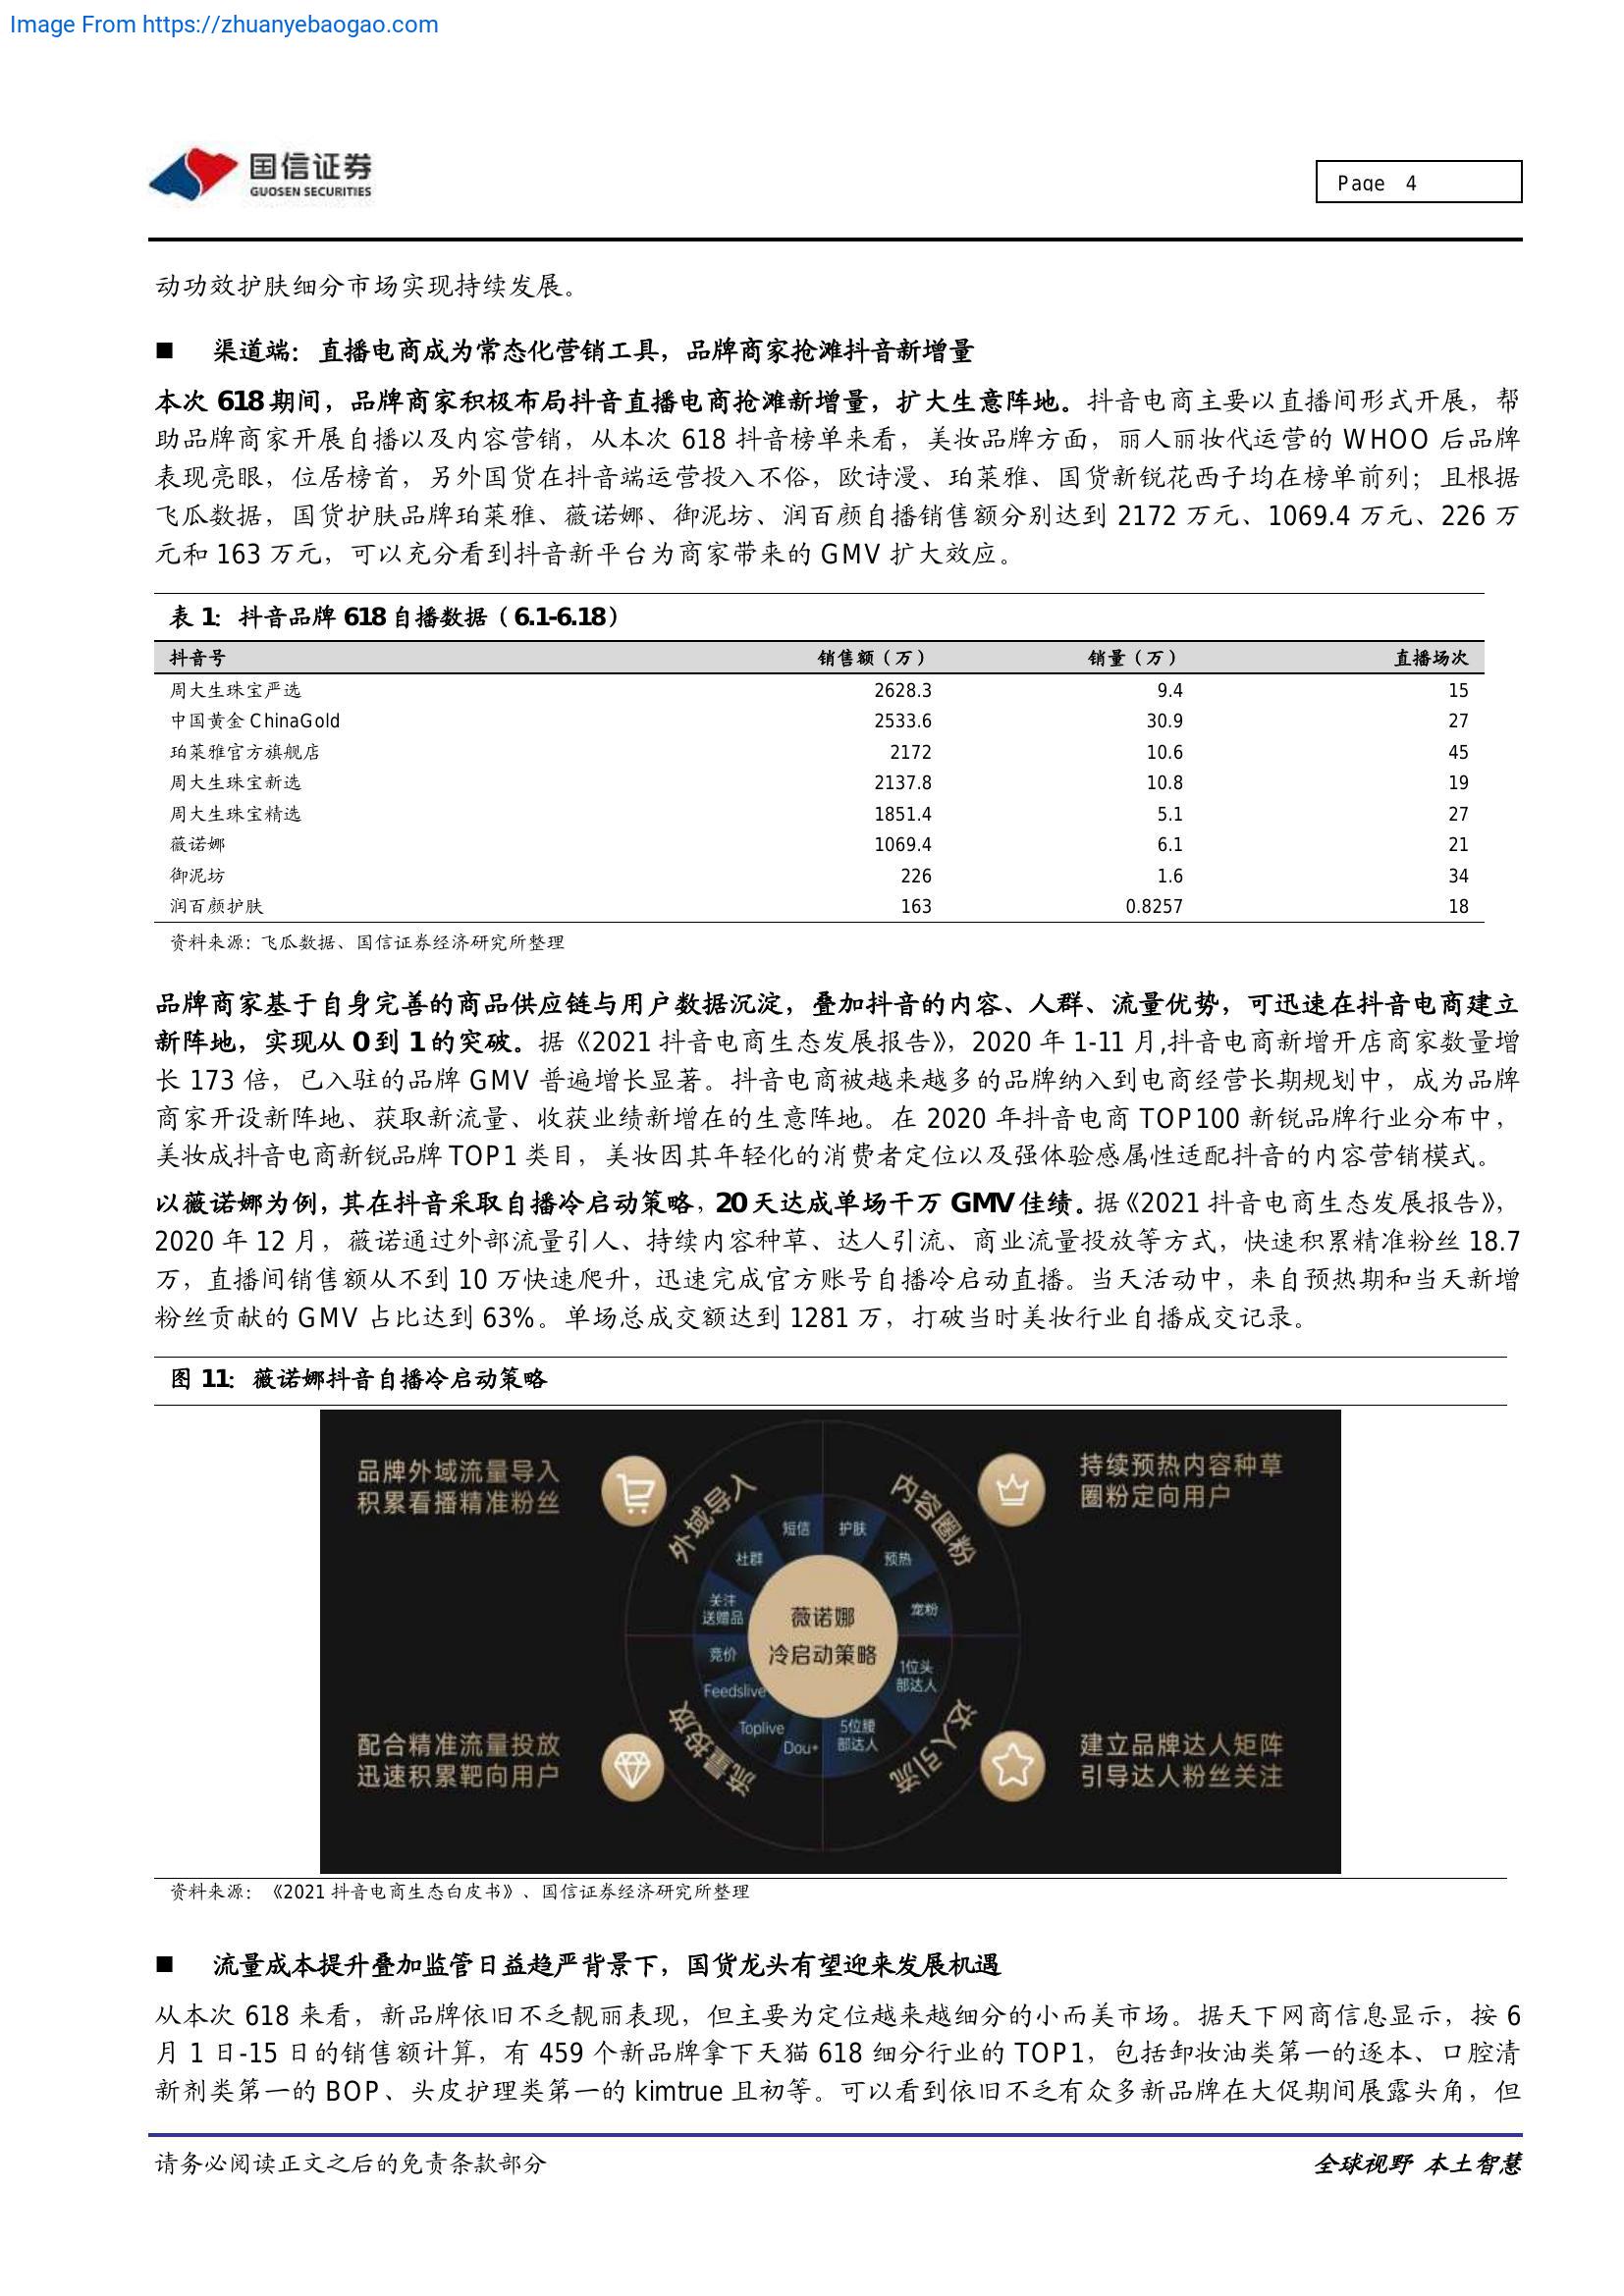 Image From https://zhuanyebaogao.com
国信证券
GUOSEN SECURITIES
Page 4
动功效护肤细分市场实现持续发展。
■ 渠道端：直播电商成为常态化营销工具，品牌商家抢滩抖音新增量
本次 618 期间，品牌商家积极布局抖音直播电商抢滩新增量，扩大生意阵地。抖音电商主要以直播间形式开展，帮
助品牌商家开展自播以及内容营销，从本次 618 抖音榜单来看，美妆品牌方面，丽人丽妆代运营的 WHOO 后品牌
表现亮眼，位居榜首，另外国货在抖音端运营投入不俗，欧诗漫、珀莱雅、国货新锐花西子均在榜单前列；且根据
飞瓜数据，国货护肤品牌珀莱雅、薇诺娜、御泥坊、润百颜自播销售额分别达到 2172 万元、1069.4 万元、226 万
元和 163 万元，可以充分看到抖音新平台为商家带来的 GMV 扩大效应。
表 1：抖音品牌 618 自播数据（6.1-6.18）
抖音号 销售额（万） 销量（万） 直播场次
周大生珠宝严选 2628.3 9.4 15
中国黄金 ChinaGold 2533.6 30.9 27
珀莱雅官方旗舰店 2172 10.6 45
周大生珠宝新选 2137.8 10.8 19
周大生珠宝精选 1851.4 5.1 27
薇诺娜 1069.4 6.1 21
御泥坊 226 1.6 34
润百颜护肤 163 0.8257 18
资料来源：飞瓜数据、国信证券经济研究所整理
品牌商家基于自身完善的商品供应链与用户数据沉淀，叠加抖音的内容、人群、流量优势，可迅速在抖音电商建立
新阵地，实现从 0 到 1 的突破。据《2021 抖音电商生态发展报告》，2020 年 1-11 月,抖音电商新增开店商家数量增
长 173 倍，已入驻的品牌 GMV 普遍增长显著。抖音电商被越来越多的品牌纳入到电商经营长期规划中，成为品牌
商家开设新阵地、获取新流量、收获业绩新增在的生意阵地。在 2020 年抖音电商 TOP100 新锐品牌行业分布中，
美妆成抖音电商新锐品牌 TOP1 类目，美妆因其年轻化的消费者定位以及强体验感属性适配抖音的内容营销模式。
以薇诺娜为例，其在抖音采取自播冷启动策略，20 天达成单场千万 GMV 佳绩。据《2021 抖音电商生态发展报告》，
2020 年 12 月，薇诺通过外部流量引人、持续内容种草、达人引流、商业流量投放等方式，快速积累精准粉丝 18.7
万，直播间销售额从不到 10 万快速爬升，迅速完成官方账号自播冷启动直播。当天活动中，来自预热期和当天新增
粉丝贡献的 GMV 占比达到 63%。单场总成交额达到 1281 万，打破当时美妆行业自播成交记录。
图 11：薇诺娜抖音自播冷启动策略
品牌外域流量导入
积累看播精准粉丝
持续预热内容种草
圈粉定向用户
外域导入
内容圈粉
短信
护肤
社群
预热
关注
送赠品
宠粉
薇诺娜
冷启动策略
竞价
1位头
部达人
Feedslive
Toplive
5位腰
部达人
Dou+
流量投放
达人引流
配合精准流量投放
迅速积累靶向用户
建立品牌达人矩阵
引导达人粉丝关注
资料来源：《2021 抖音电商生态白皮书》、国信证券经济研究所整理
■ 流量成本提升叠加监管日益趋严背景下，国货龙头有望迎来发展机遇
从本次 618 来看，新品牌依旧不乏靓丽表现，但主要为定位越来越细分的小而美市场。据天下网商信息显示，按 6
月 1 日-15 日的销售额计算，有 459 个新品牌拿下天猫 618 细分行业的 TOP1，包括卸妆油类第一的逐本、口腔清
新剂类第一的 BOP、头皮护理类第一的 kimtrue 且初等。可以看到依旧不乏有众多新品牌在大促期间展露头角，但
请务必阅读正文之后的免责条款部分
全球视野 本土智慧